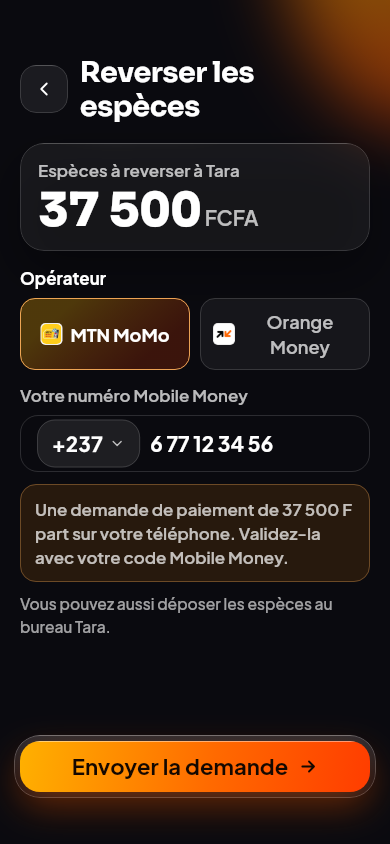 Reverser les
espèces
Espèces à reverser à Tara
37 500 FCFA
Opérateur
MTN MoMo
Orange
Money
Votre numéro Mobile Money
+237 6 77 12 34 56
Une demande de paiement de 37 500 F
part sur votre téléphone. Validez-la
avec votre code Mobile Money.
Vous pouvez aussi déposer les espèces au
bureau Tara.
Envoyer la demande →